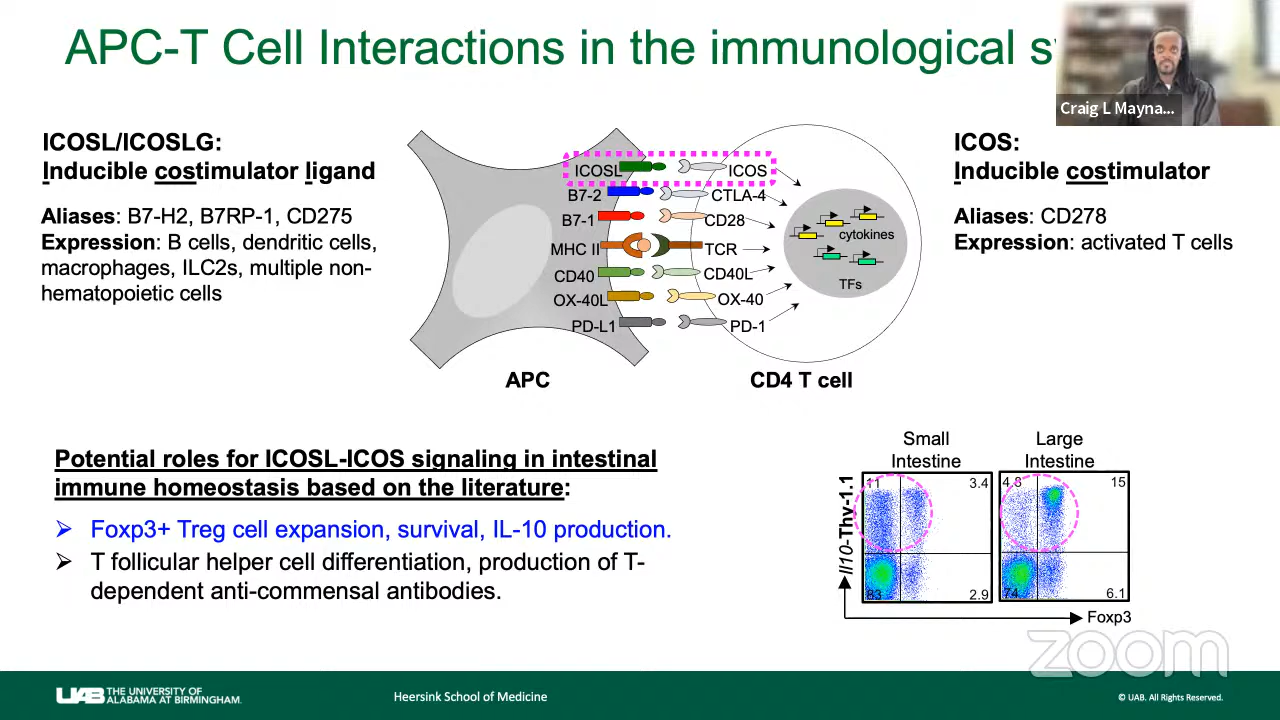 APC-T Cell Interactions in the immunological
Craig L Mayna...
ICOSL/ICOSLG:
Inducible costimulator ligand
Aliases: B7-H2, B7RP-1, CD275
Expression: B cells, dendritic cells,
macrophages, ILC2s, multiple non-
hematopoietic cells
ICOSL
ICOS
B7-2
CTLA-4
B7-1
CD28
MHC II
TCR
CD40
CD40L
OX-40L
OX-40
PD-L1
PD-1
cytokines
TFs
APC
CD4 T cell
ICOS:
Inducible costimulator
Aliases: CD278
Expression: activated T cells
Potential roles for ICOSL-ICOS signaling in intestinal
immune homeostasis based on the literature:
➢ Foxp3+ Treg cell expansion, survival, IL-10 production.
➢ T follicular helper cell differentiation, production of T-
dependent anti-commensal antibodies.
Small
Intestine
Large
Intestine
Il10-Thy-1.1
11
3.4
83
2.9
4.8
15
74
6.1
Foxp3
zoom
UAB THE UNIVERSITY OF
ALABAMA AT BIRMINGHAM.
Heersink School of Medicine
© UAB. All Rights Reserved.